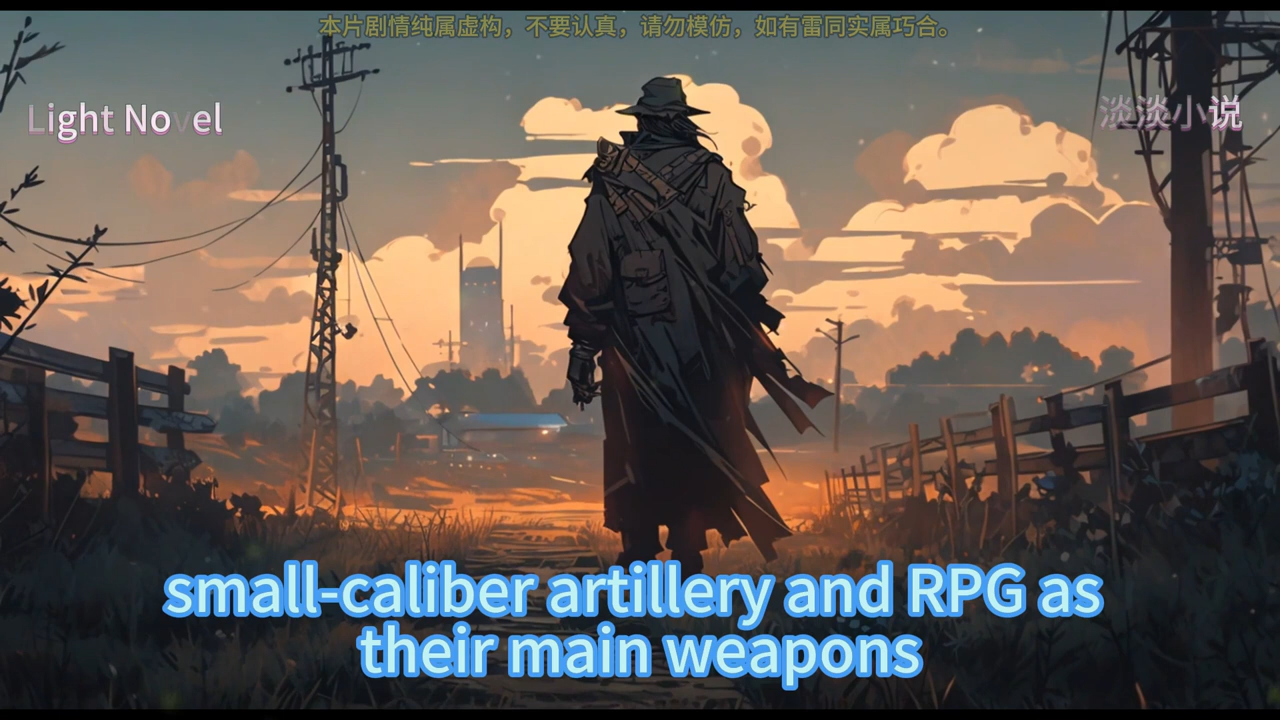 本片剧情纯属虚构，不要认真，请勿模仿，如有雷同实属巧合。
Light Novel
淡淡小说
small-caliber artillery and RPG as
their main weapons